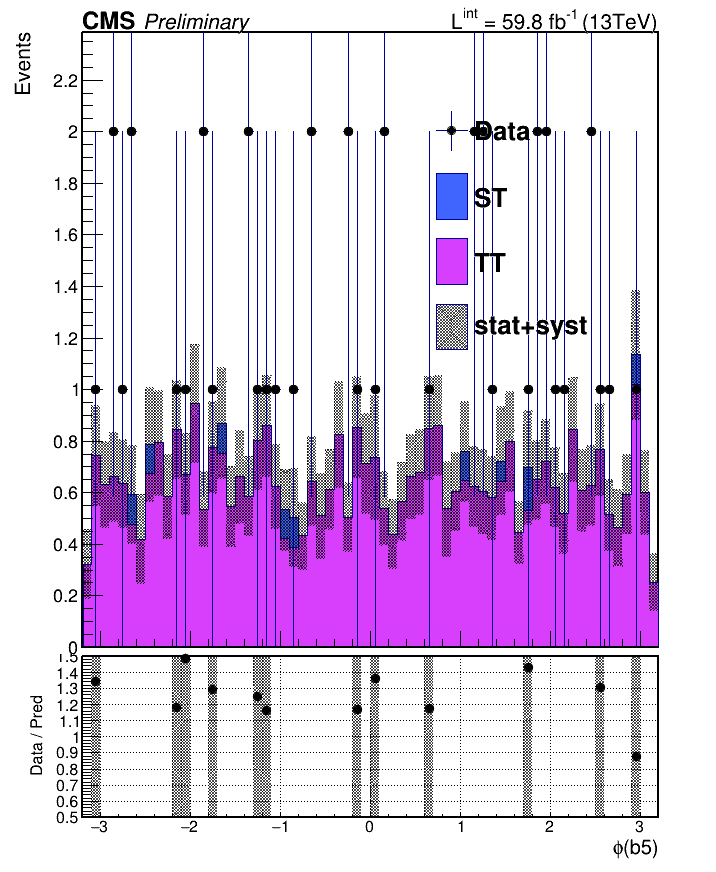 CMS Preliminary L^int = 59.8 fb^-1 (13TeV)
Events
2.2
2
1.8
1.6
1.4
1.2
1
0.8
0.6
0.4
0.2
0
Data
ST
TT
stat+syst
Data / Pred
1.5
1.4
1.3
1.2
1.1
1
0.9
0.8
0.7
0.6
0.5
−3 −2 −1 0 1 2 3
ϕ(b5)